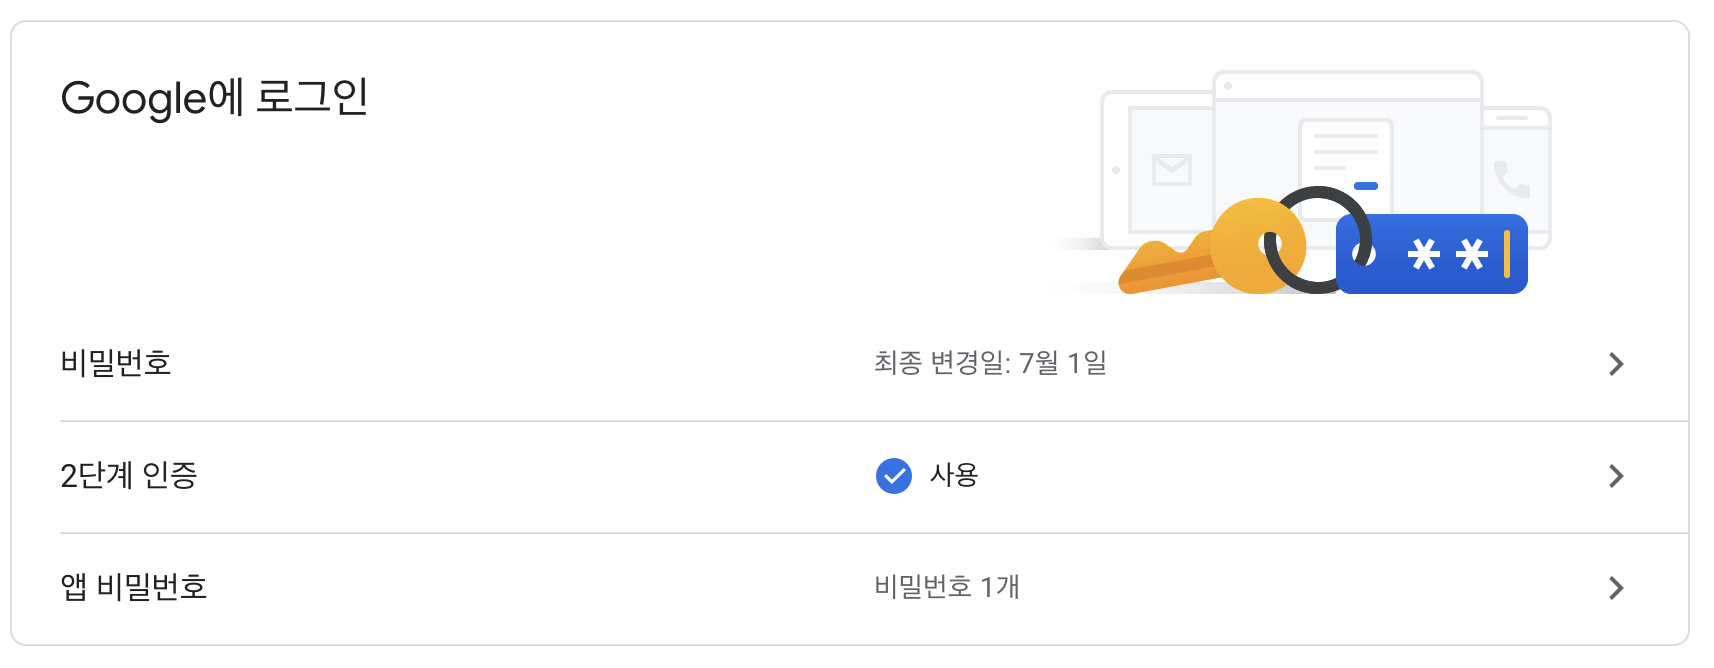 Google에 로그인
**
비밀번호 최종 변경일: 7월 1일
2단계 인증 사용
앱 비밀번호 비밀번호 1개